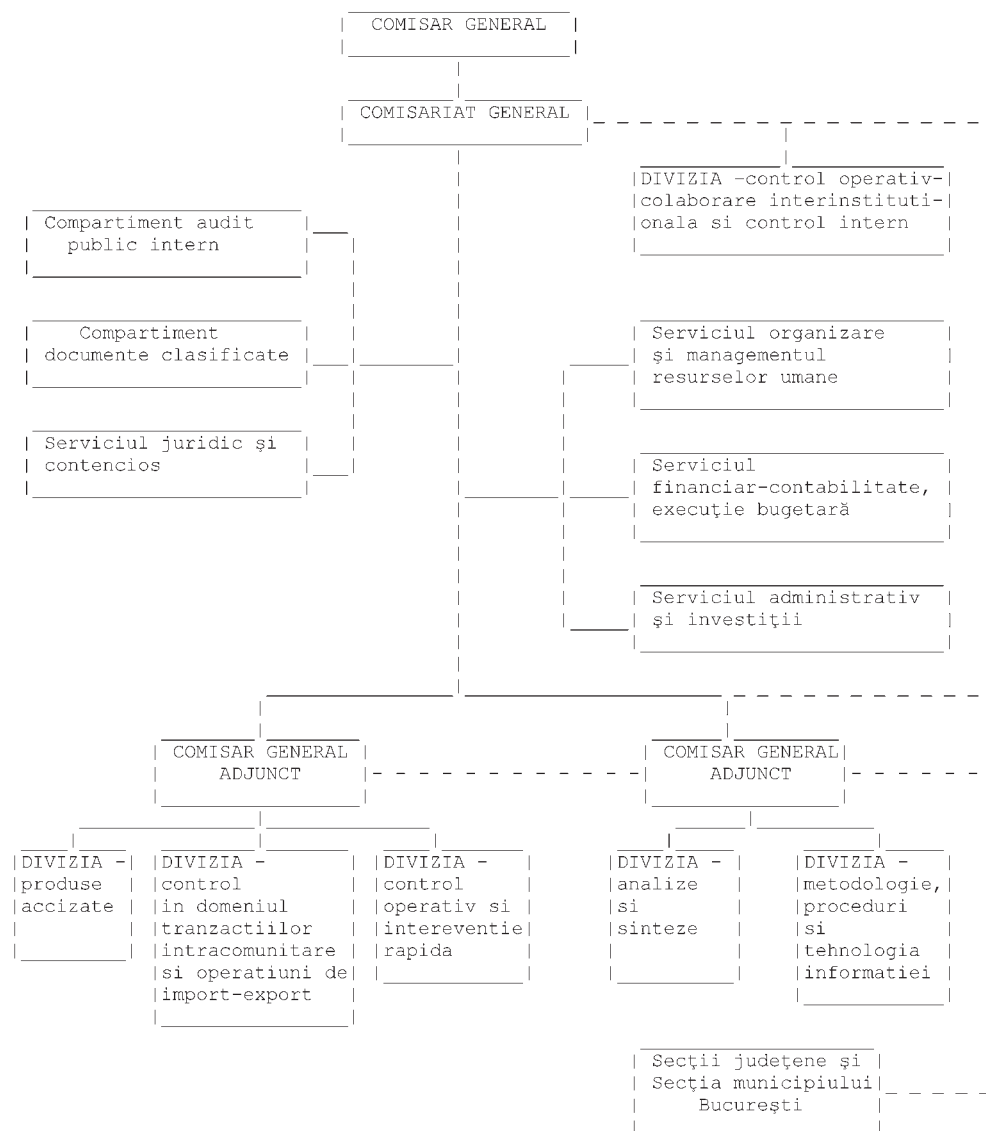 COMISAR GENERAL
COMISARIAT GENERAL
DIVIZIA –control operativ-
colaborare interinstituti-
onala si control intern
Compartiment audit
public intern
Compartiment
documente clasificate
Serviciul organizare
şi managementul
resurselor umane
Serviciul juridic şi
contencios
Serviciul
financiar-contabilitate,
execuţie bugetară
Serviciul administrativ
şi investiţii
COMISAR GENERAL
ADJUNCT
COMISAR GENERAL
ADJUNCT
DIVIZIA -
produse
accizate
DIVIZIA -
control
in domeniul
tranzactiilor
intracomunitare
si operatiuni de
import-export
DIVIZIA -
control
operativ si
intereventie
rapida
DIVIZIA -
analize
si
sinteze
DIVIZIA -
metodologie,
proceduri
si
tehnologia
informatiei
Secţii judeţene şi
Secţia municipiului
Bucureşti